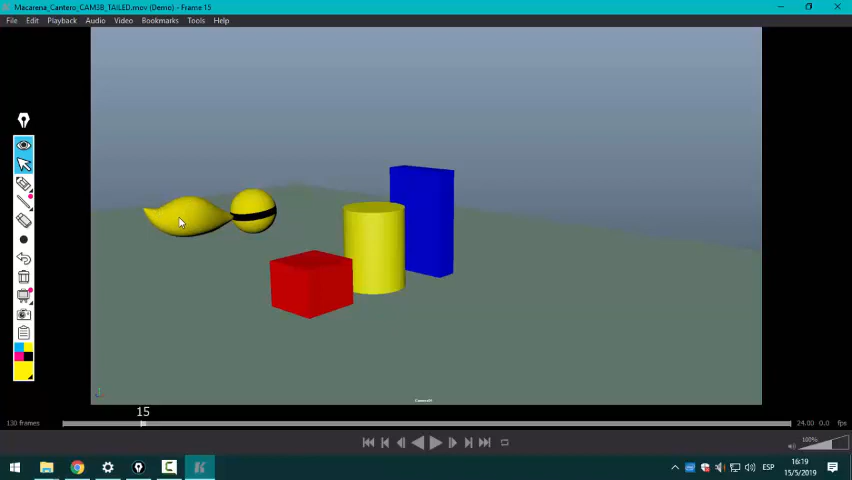 Macarena_Cantero_CAM3B_TAILED.mov (Demo) - Frame 15
File Edit Playback Audio Video Bookmarks Tools Help
15
130 frames
24.00 0.0 fps
100%
ESP
16:19
15/5/2019